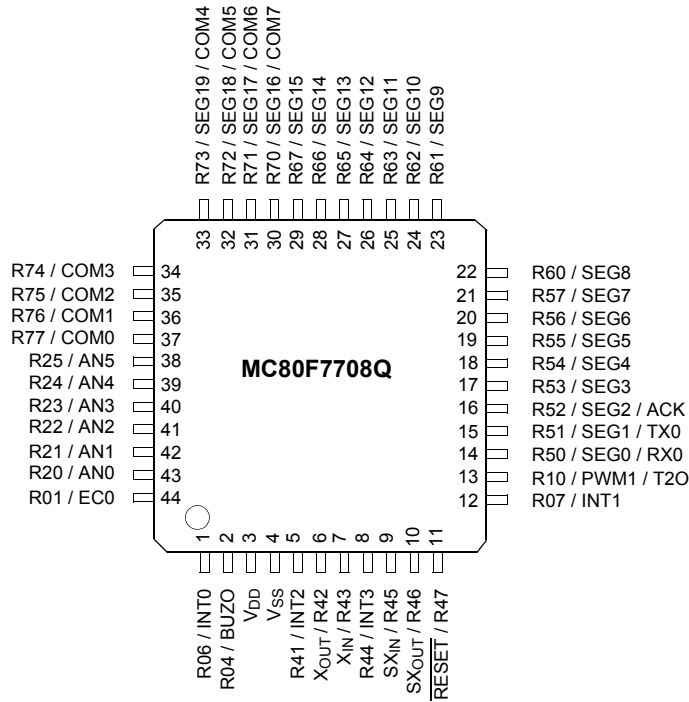 R73 / SEG19 / COM4
R72 / SEG18 / COM5
R71 / SEG17 / COM6
R70 / SEG16 / COM7
R67 / SEG15
R66 / SEG14
R65 / SEG13
R64 / SEG12
R63 / SEG11
R62 / SEG10
R61 / SEG9
33 32 31 30 29 28 27 26 25 24 23
R74 / COM3 34
R75 / COM2 35
R76 / COM1 36
R77 / COM0 37
R25 / AN5 38
R24 / AN4 39
R23 / AN3 40
R22 / AN2 41
R21 / AN1 42
R20 / AN0 43
R01 / EC0 44
MC80F7708Q
22 R60 / SEG8
21 R57 / SEG7
20 R56 / SEG6
19 R55 / SEG5
18 R54 / SEG4
17 R53 / SEG3
16 R52 / SEG2 / ACK
15 R51 / SEG1 / TX0
14 R50 / SEG0 / RX0
13 R10 / PWM1 / T2O
12 R07 / INT1
1 2 3 4 5 6 7 8 9 10 11
R06 / INT0
R04 / BUZO
VDD
VSS
R41 / INT2
XOUT / R42
XIN / R43
R44 / INT3
SXIN / R45
SXOUT / R46
RESET / R47